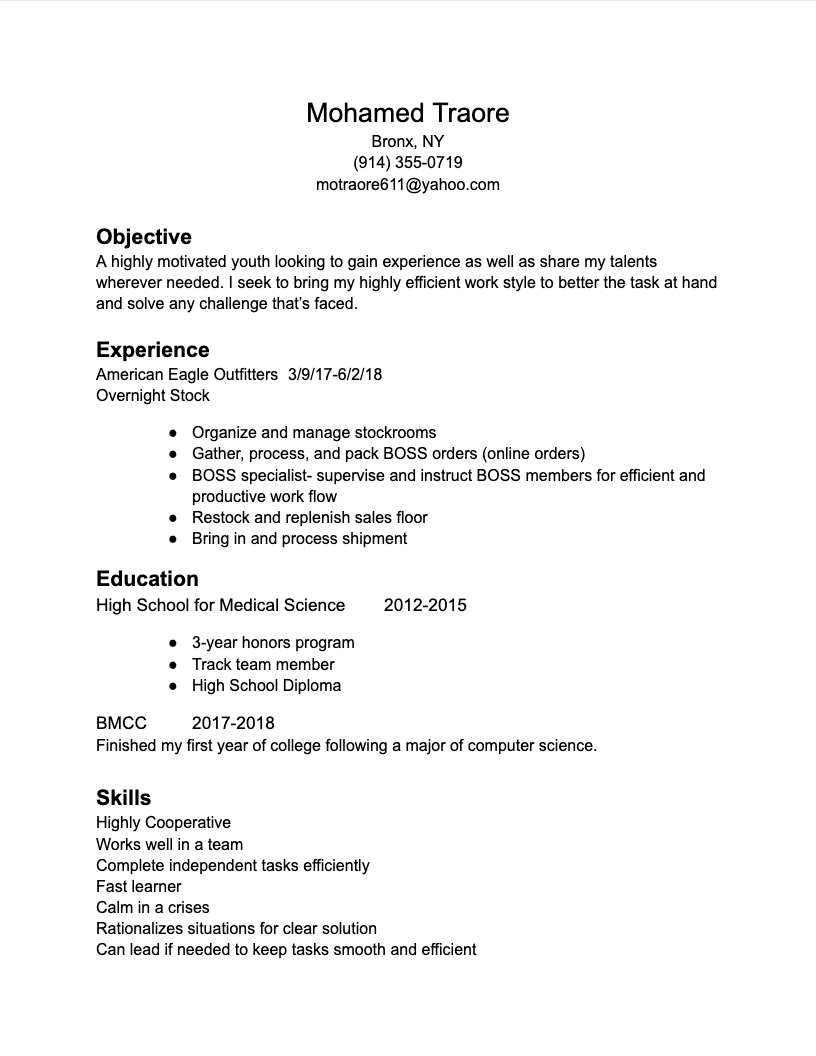 Mohamed Traore
Bronx, NY
(914) 355-0719
motraore611@yahoo.com
Objective
A highly motivated youth looking to gain experience as well as share my talents
wherever needed. I seek to bring my highly efficient work style to better the task at hand
and solve any challenge that’s faced.
Experience
American Eagle Outfitters 3/9/17-6/2/18
Overnight Stock
● Organize and manage stockrooms
● Gather, process, and pack BOSS orders (online orders)
● BOSS specialist- supervise and instruct BOSS members for efficient and
productive work flow
● Restock and replenish sales floor
● Bring in and process shipment
Education
High School for Medical Science 2012-2015
● 3-year honors program
● Track team member
● High School Diploma
BMCC 2017-2018
Finished my first year of college following a major of computer science.
Skills
Highly Cooperative
Works well in a team
Complete independent tasks efficiently
Fast learner
Calm in a crises
Rationalizes situations for clear solution
Can lead if needed to keep tasks smooth and efficient